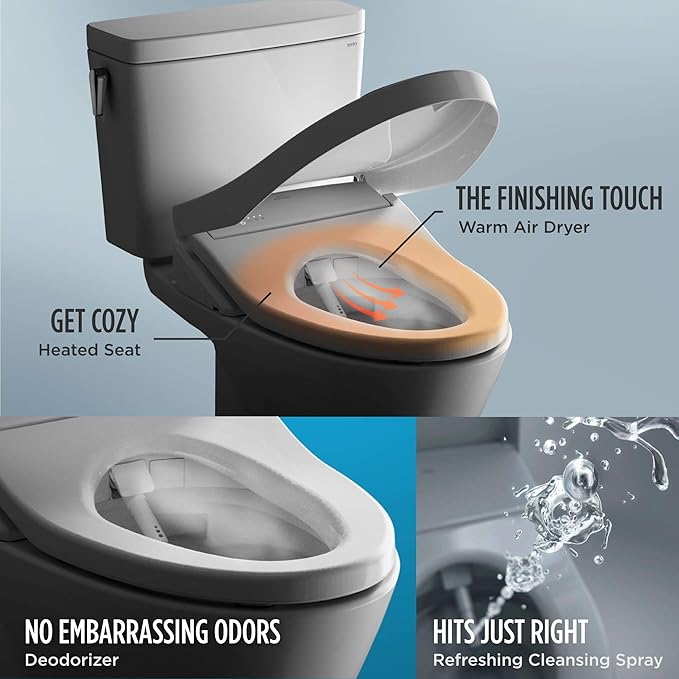 TOTO
THE FINISHING TOUCH
Warm Air Dryer
GET COZY
Heated Seat
NO EMBARRASSING ODORS
Deodorizer
HITS JUST RIGHT
Refreshing Cleansing Spray